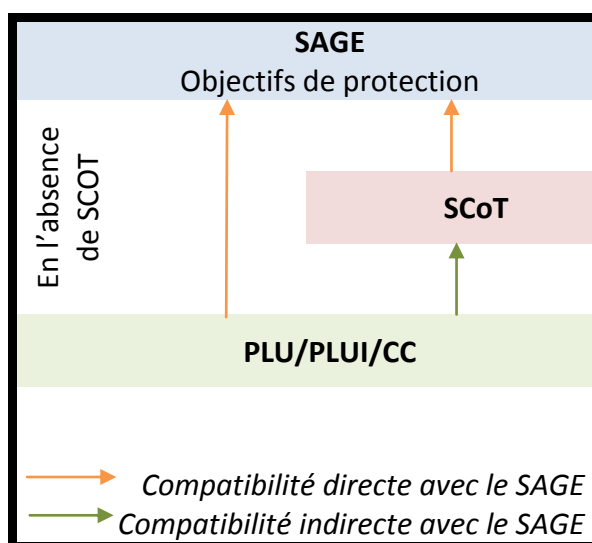 SAGE
Objectifs de protection
En l’absence
de SCOT
SCoT
PLU/PLUI/CC
Compatibilité directe avec le SAGE
Compatibilité indirecte avec le SAGE